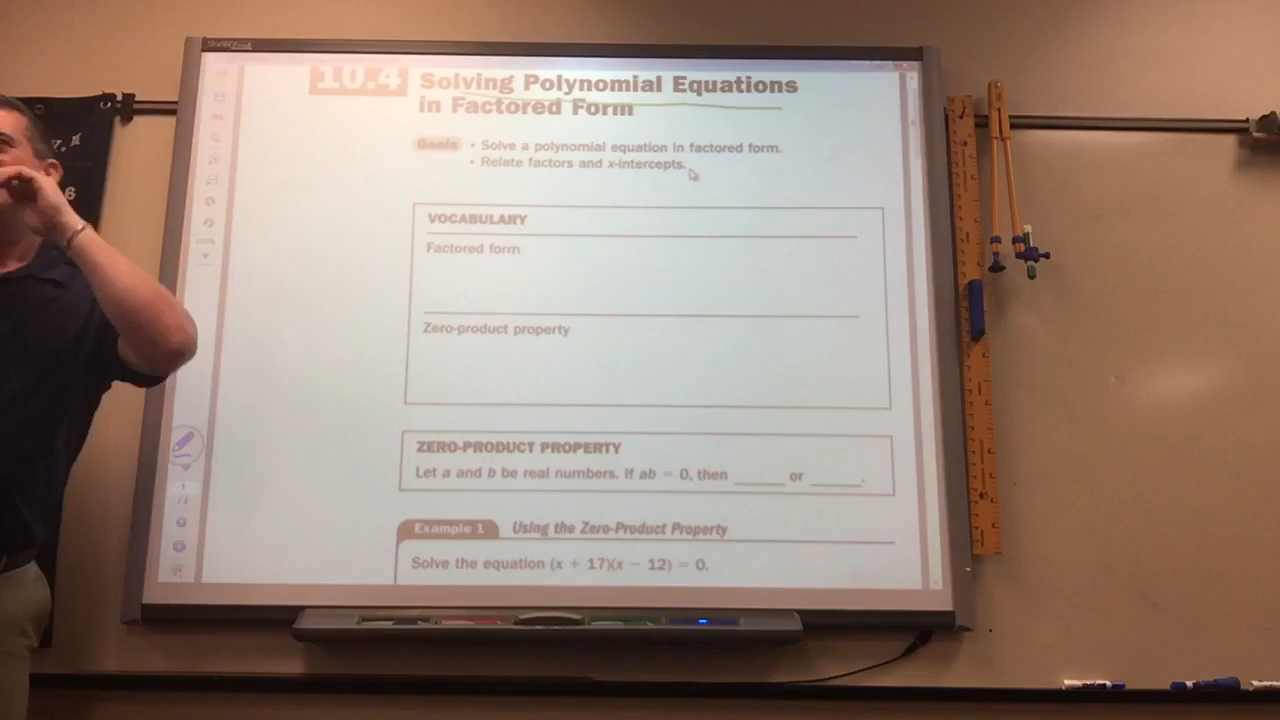 10.4 Solving Polynomial Equations
in Factored Form
Goals • Solve a polynomial equation in factored form.
• Relate factors and x-intercepts.
VOCABULARY
Factored form
Zero-product property
ZERO-PRODUCT PROPERTY
Let a and b be real numbers. If ab = 0, then ______ or ______.
Example 1 Using the Zero-Product Property
Solve the equation (x + 17)(x − 12) = 0.
6
1